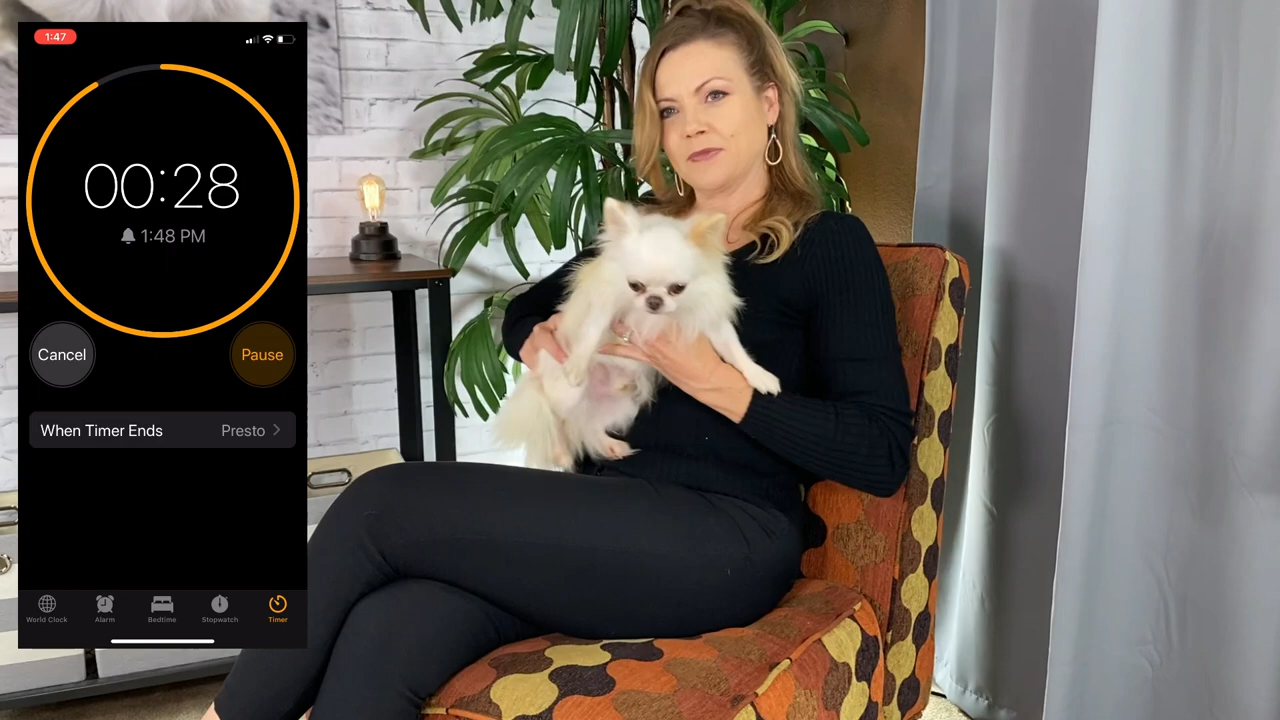 1:47
00:28
1:48 PM
Cancel
Pause
When Timer Ends
Presto
World Clock
Alarm
Bedtime
Stopwatch
Timer